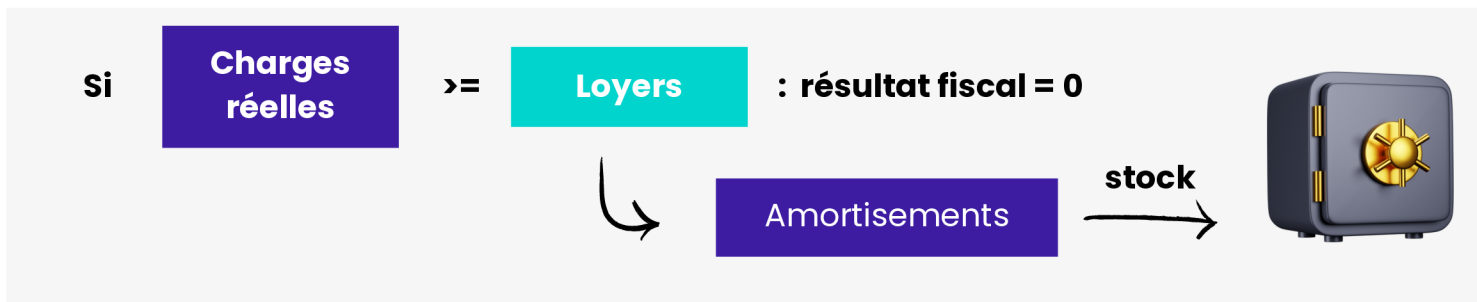 Si Charges réelles >= Loyers : résultat fiscal = 0
stock
Amortisements